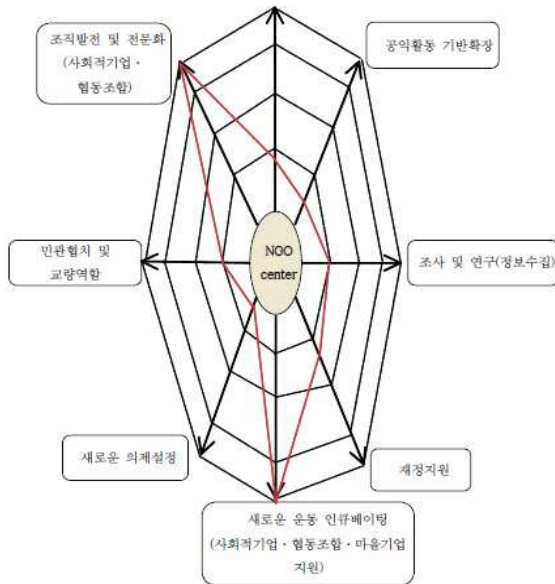 조직발전 및 전문화
(사회적기업·
협동조합)
공익활동 기반확장
민관협치 및
교량역할
NGO
center
조사 및 연구(정보수집)
새로운 의제설정
재정지원
새로운 운동 인큐베이팅
(사회적기업·협동조합·마을기업
지원)